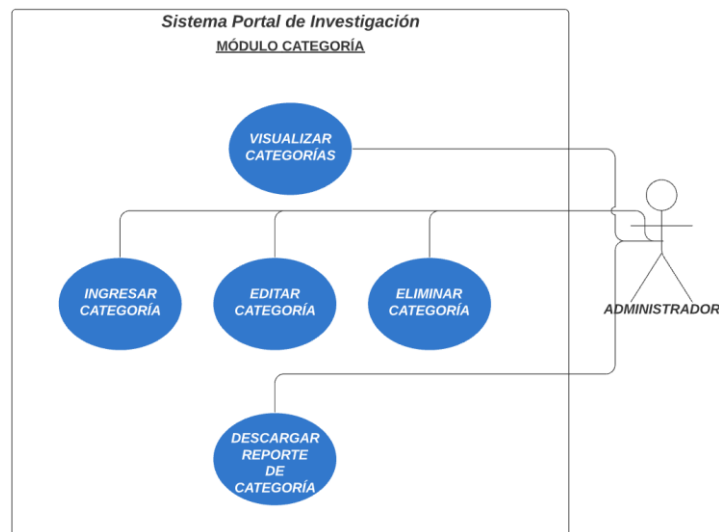 Sistema Portal de Investigación
MÓDULO CATEGORÍA
VISUALIZAR
CATEGORÍAS
INGRESAR
CATEGORÍA
EDITAR
CATEGORÍA
ELIMINAR
CATEGORÍA
ADMINISTRADOR
DESCARGAR
REPORTE
DE
CATEGORÍA